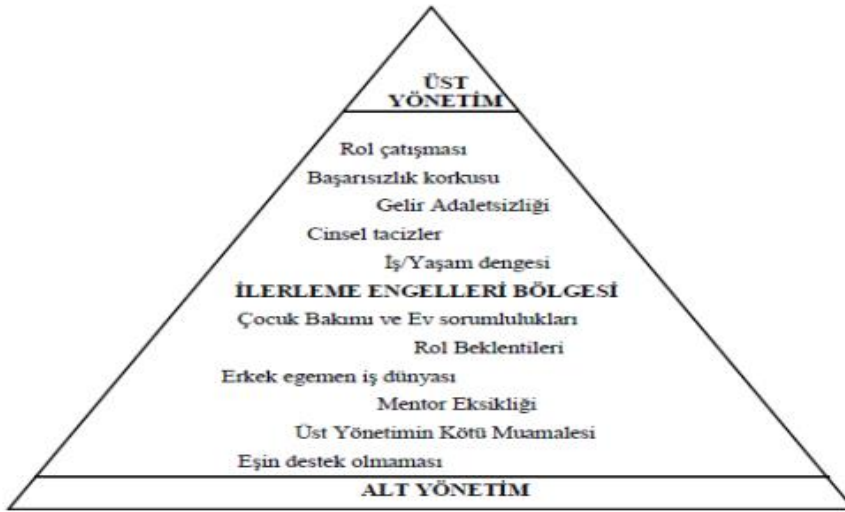 ÜST
YÖNETİM
Rol çatışması
Başarısızlık korkusu
Gelir Adaletsizliği
Cinsel tacizler
İş/Yaşam dengesi
İLERLEME ENGELLERİ BÖLGESİ
Çocuk Bakımı ve Ev sorumlulukları
Rol Beklentileri
Erkek egemen iş dünyası
Mentor Eksikliği
Üst Yönetimin Kötü Muamalesi
Eşin destek olmaması
ALT YÖNETİM